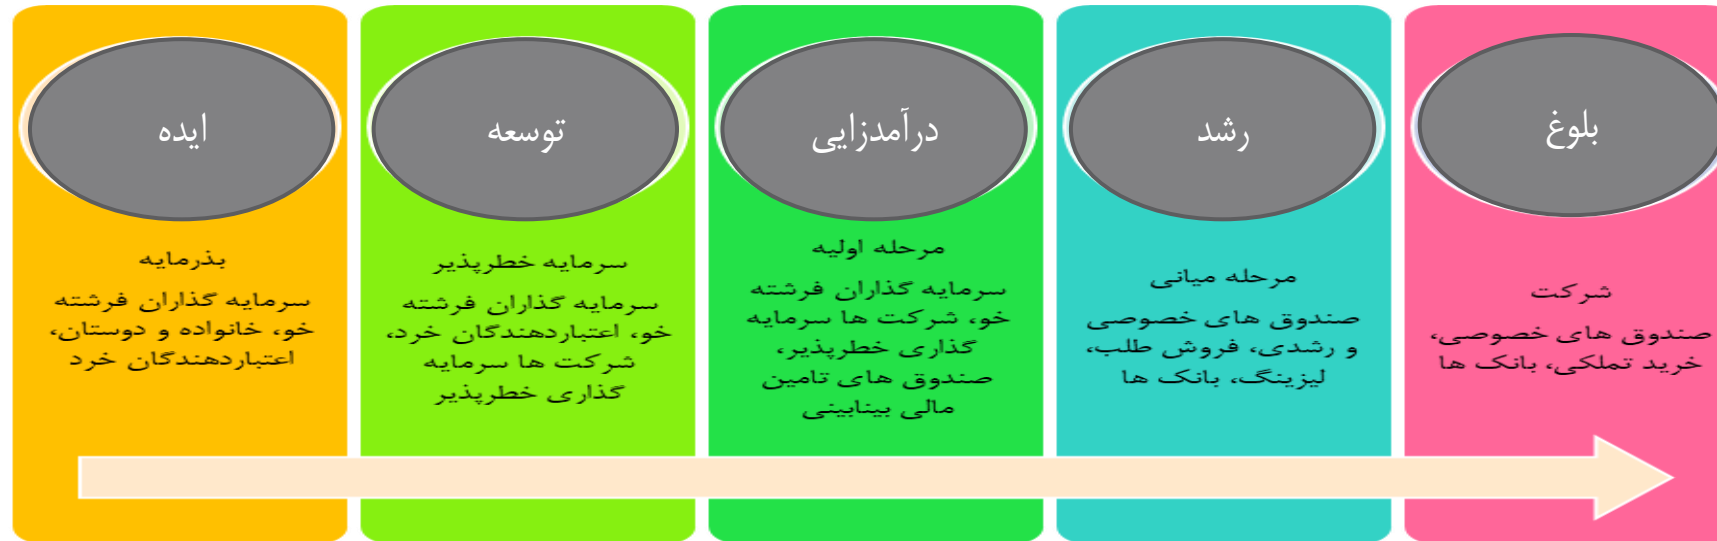 ایده
بذرمایه
سرمایه گذاران فرشته
خو، خانواده و دوستان،
اعتباردهندگان خرد
توسعه
سرمایه خطرپذیر
سرمایه گذاران فرشته
خو، اعتباردهندگان خرد،
شرکت ها سرمایه
گذاری خطرپذیر
درآمدزایی
مرحله اولیه
سرمایه گذاران فرشته
خو، شرکت ها سرمایه
گذاری خطرپذیر،
صندوق های تامین
مالی بینابینی
رشد
مرحله میانی
صندوق های خصوصی
و رشدی، فروش طلب،
لیزینگ، بانک ها
بلوغ
شرکت
صندوق های خصوصی،
خرید تملکی، بانک ها